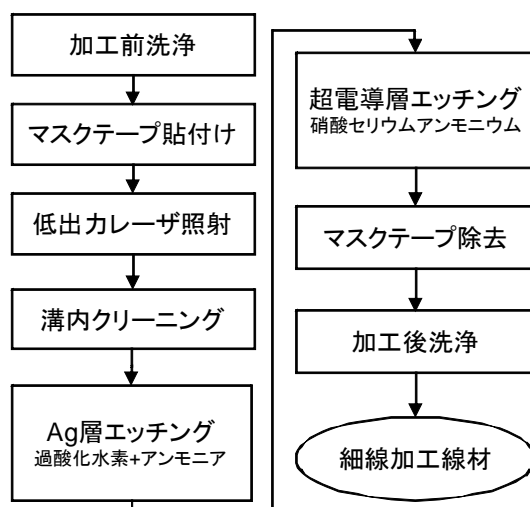 加工前洗浄
マスクテープ貼付け
低出力レーザ照射
溝内クリーニング
Ag層エッチング
過酸化水素+アンモニア
超電導層エッチング
硝酸セリウムアンモニウム
マスクテープ除去
加工後洗浄
細線加工線材